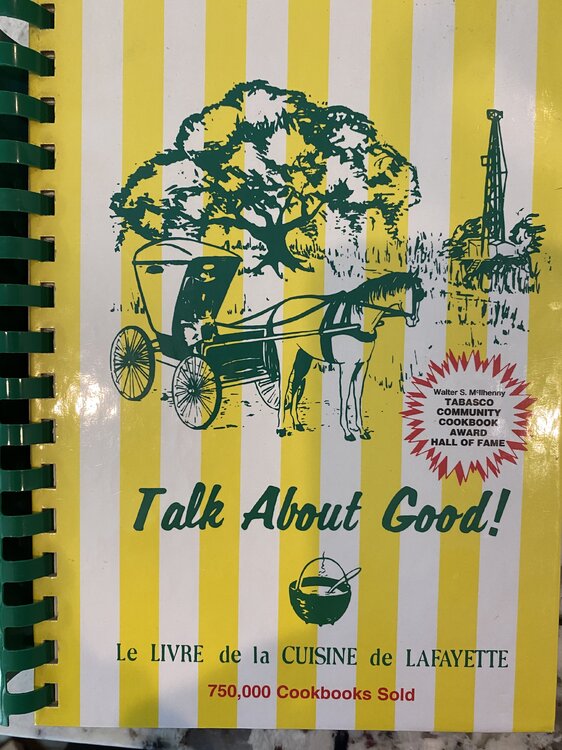 Walter S. McIlhenny
TABASCO
COMMUNITY
COOKBOOK
AWARD
HALL OF FAME
Talk About Good!
Le LIVRE de la CUISINE de LAFAYETTE
750,000 Cookbooks Sold